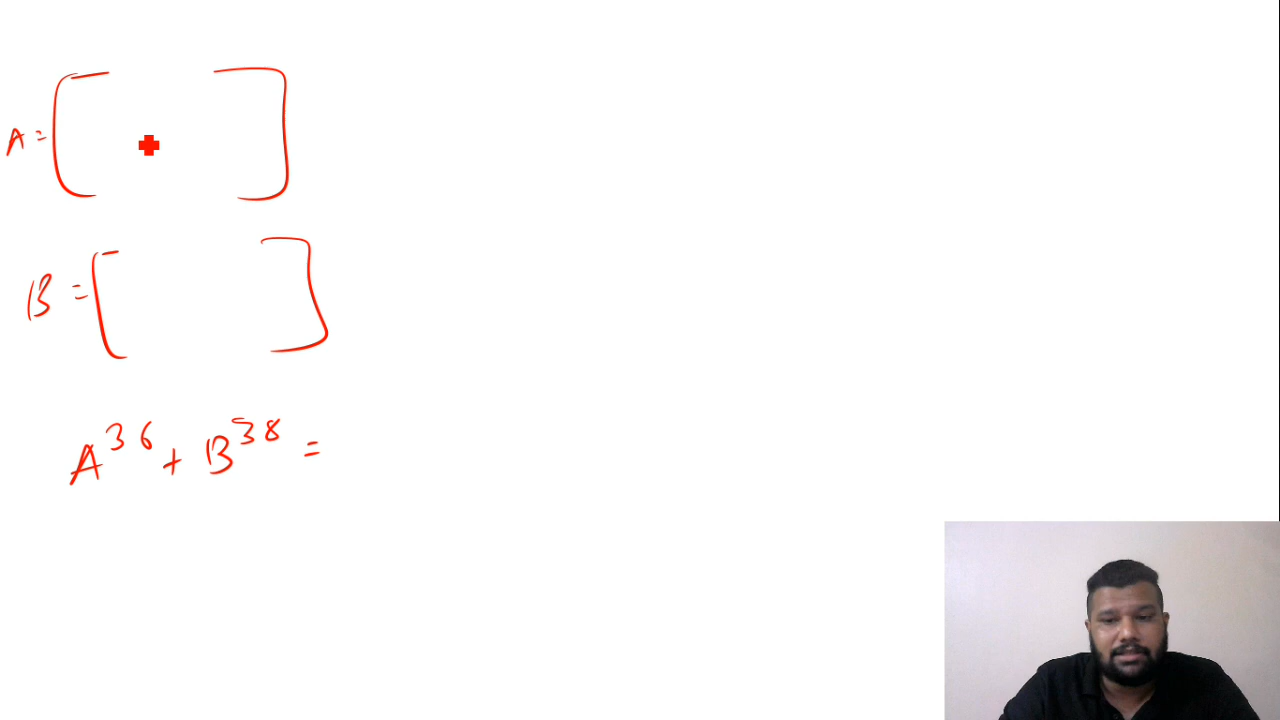 A = [ ]
B = [ ]
A^36 + B^38 =